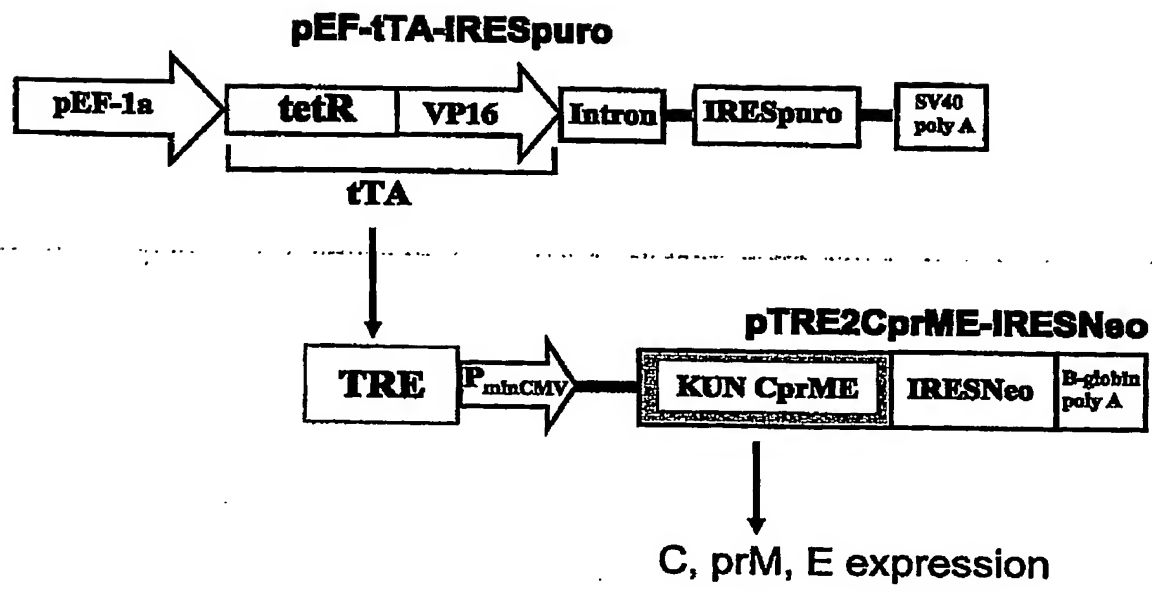 pEF-tTA-IRESpuro
pEF-1a
tetR
VP16
Intron
IRESpuro
SV40
poly A
tTA
pTRE2CprME-IRESNeo
TRE
PminCMV
KUN CprME
IRESNeo
B-globin
poly A
C, prM, E expression